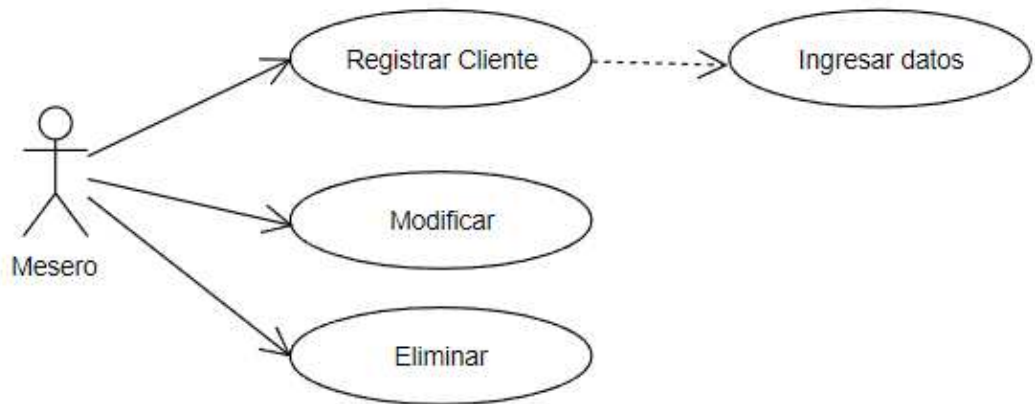 Registrar Cliente
Ingresar datos
Modificar
Mesero
Eliminar